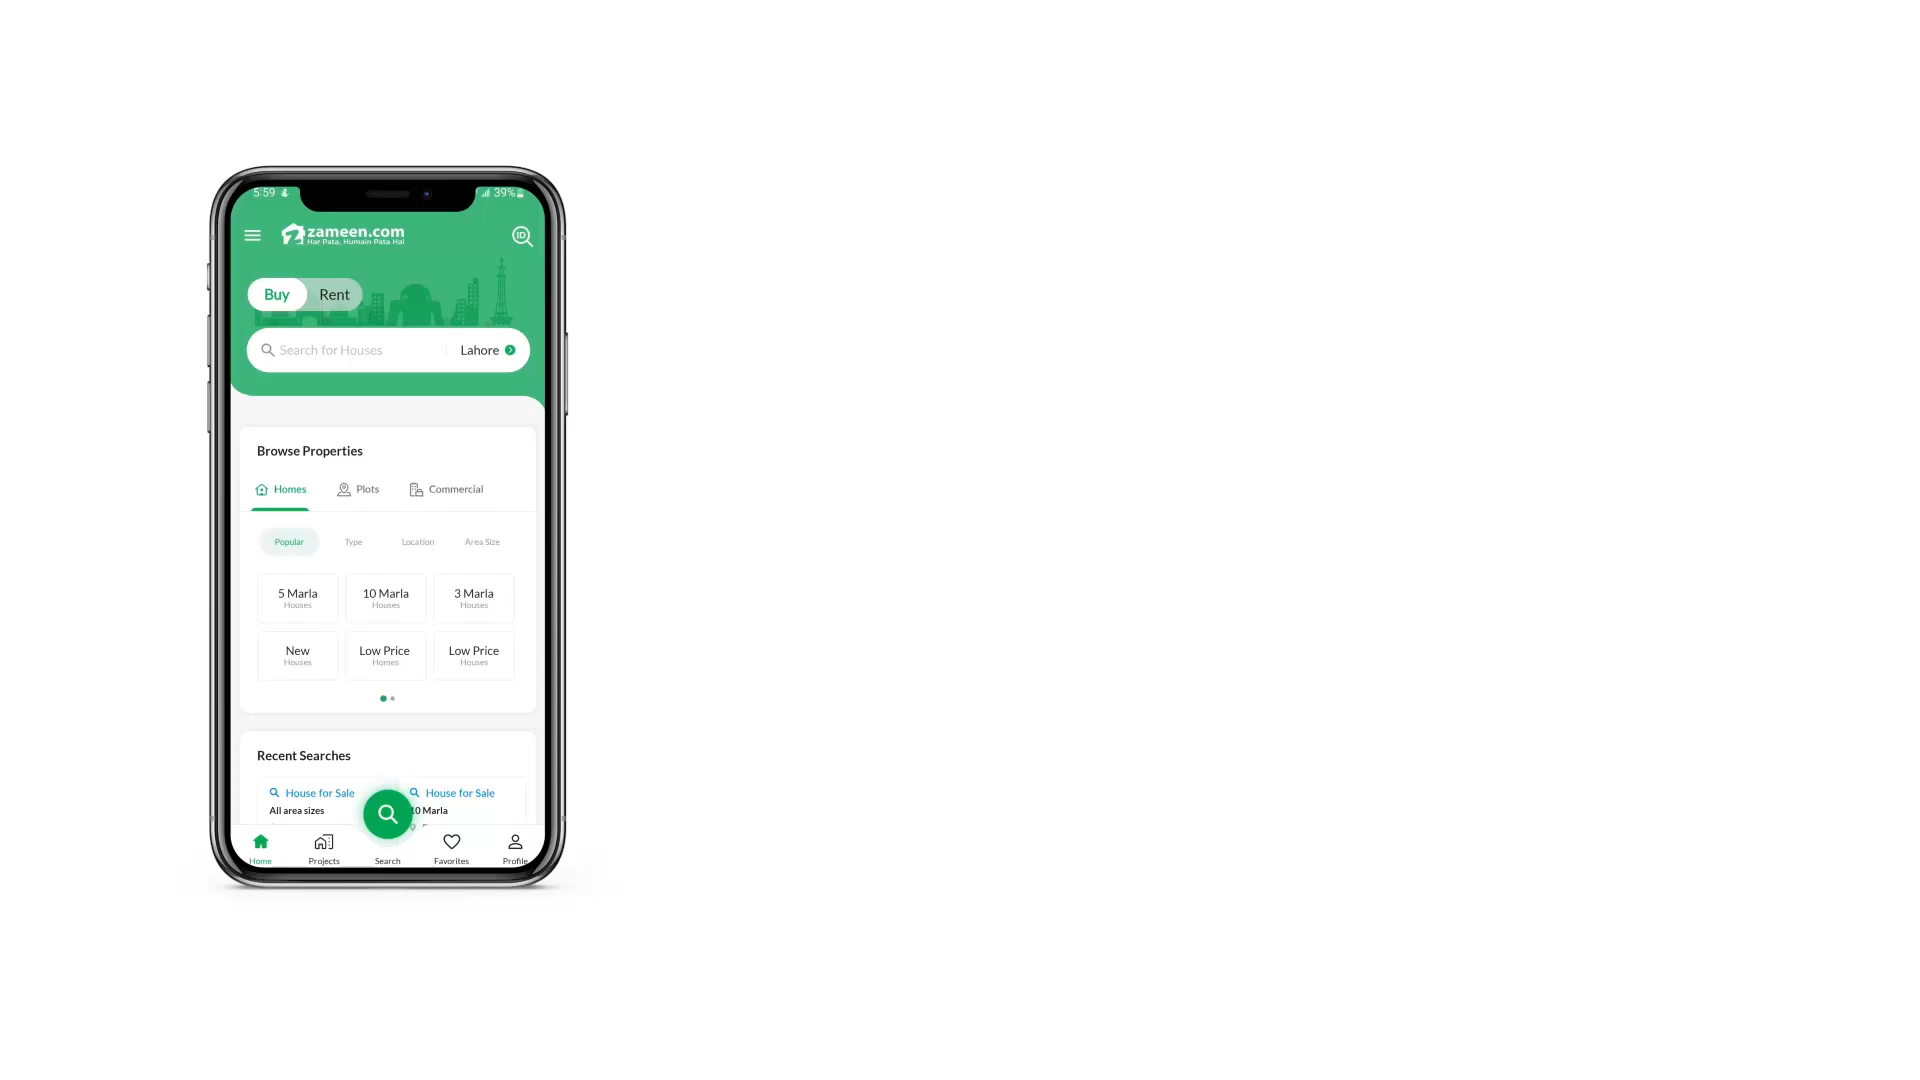 5:59
39%
zameen.com
Har Pata, Humain Pata Hai
ID
Buy Rent
Search for Houses Lahore
Browse Properties
Homes Plots Commercial
Popular Type Location Area Size
5 Marla 10 Marla 3 Marla
Houses Houses Houses
New Low Price Low Price
Houses Homes Houses
Recent Searches
House for Sale House for Sale
All area sizes 10 Marla
Home Projects Search Favorites Profile